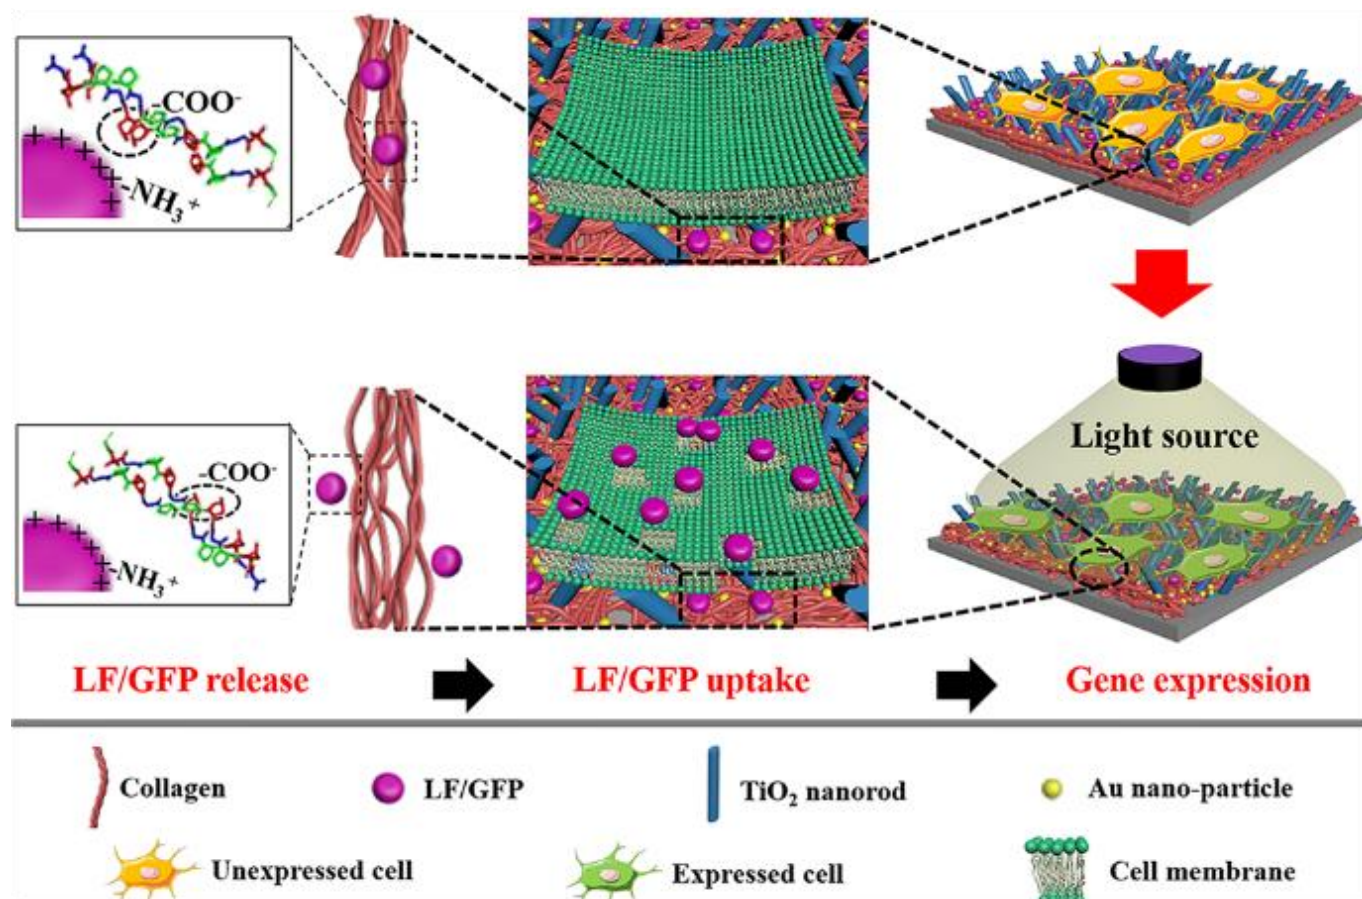 -COO⁻
-NH₃⁺
-COO⁻
-NH₃⁺
Light source
LF/GFP release
LF/GFP uptake
Gene expression
Collagen
LF/GFP
TiO₂ nanorod
Au nano-particle
Unexpressed cell
Expressed cell
Cell membrane